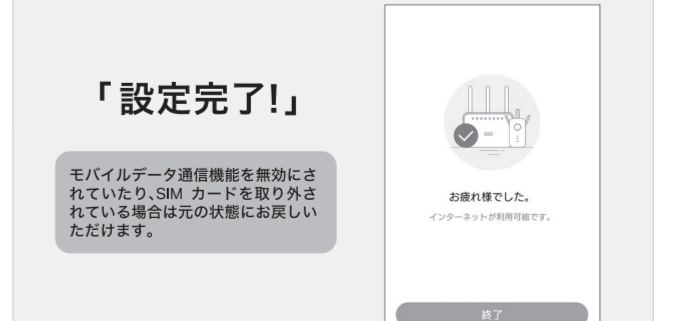 「設定完了!」
モバイルデータ通信機能を無効にさ
れていたり、SIM カードを取り外さ
れている場合は元の状態にお戻しい
ただけます。
お疲れ様でした。
インターネットが利用可能です。
終了